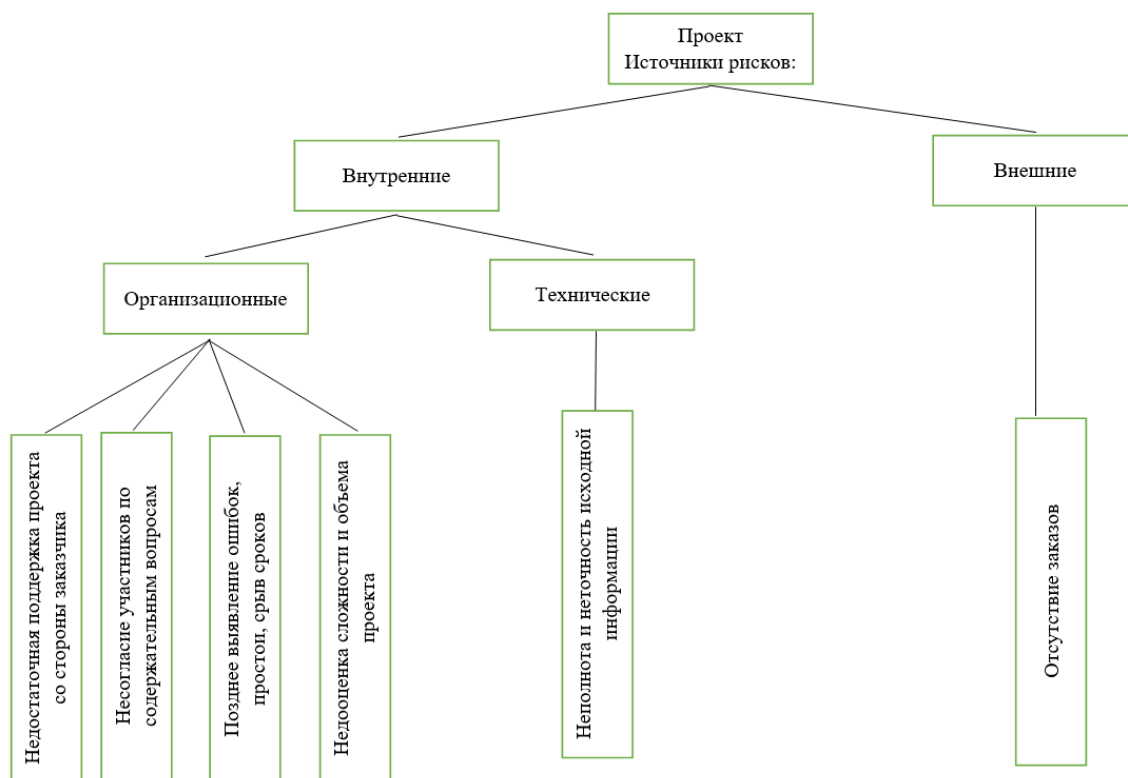 Проект
Источники рисков:
Внутренние
Внешние
Организационные
Технические
Недостаточная поддержка проекта
со стороны заказчика
Несогласие участников по
содержательным вопросам
Позднее выявление ошибок,
простои, срыв сроков
Недооценка сложности и объема
проекта
Неполнота и неточность исходной
информации
Отсутствие заказов